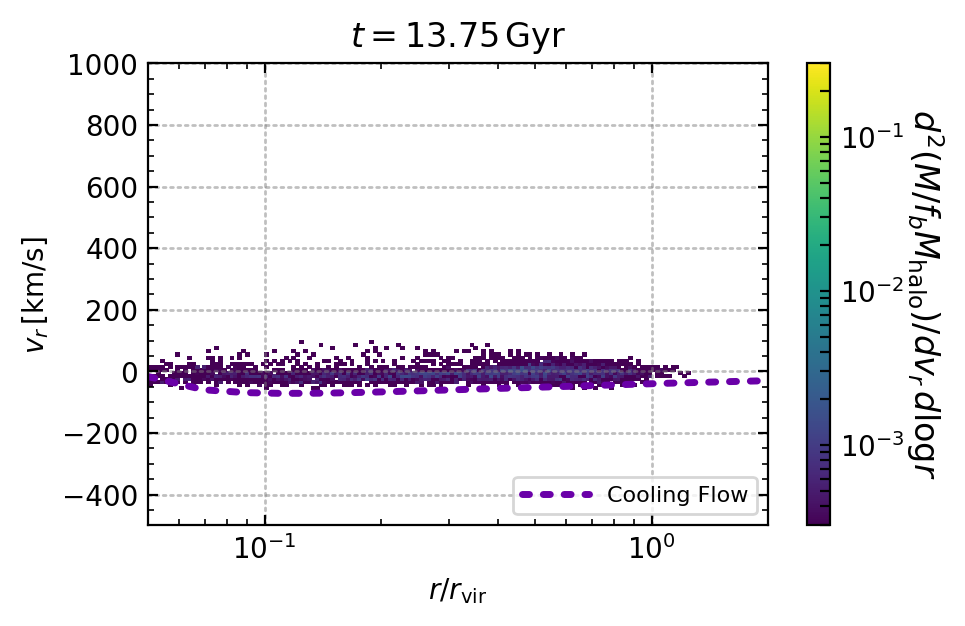 t = 13.75 Gyr
1000
800
600
400
200
0
−200
−400
v_r [km/s]
10^{-1}
10^{0}
r/r_vir
Cooling Flow
10^{-1}
10^{-2}
10^{-3}
d^2(M/f_b M_halo)/dv_r dlogr